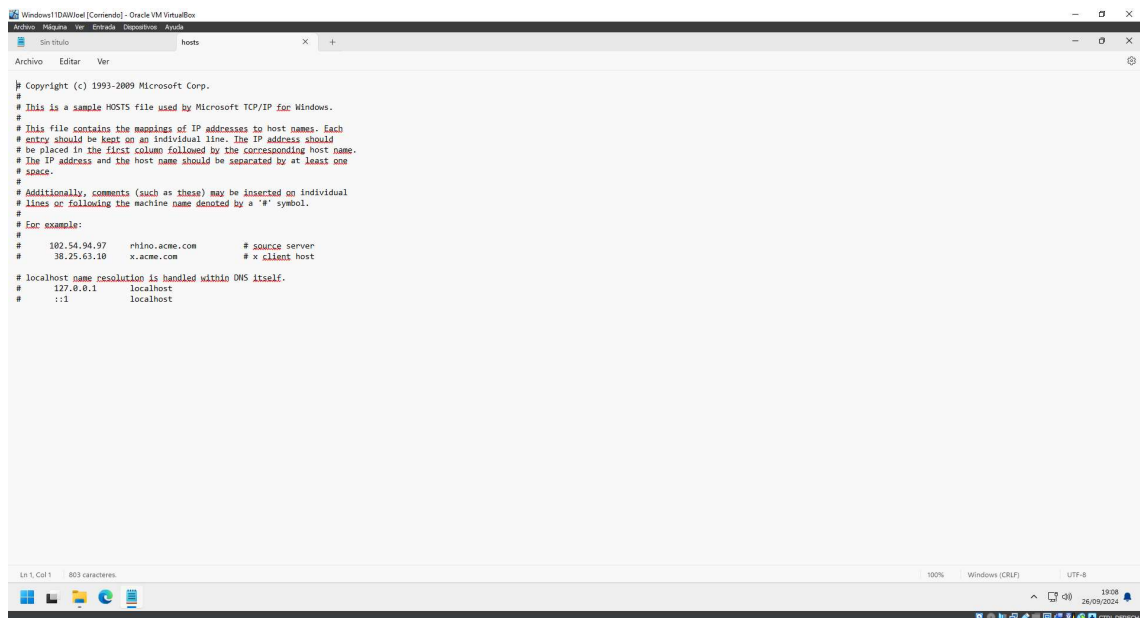 Windows11DAWJoel [Corriendo] - Oracle VM VirtualBox
Archivo Máquina Ver Entrada Dispositivos Ayuda
Sin título hosts
Archivo Editar Ver
# Copyright (c) 1993-2009 Microsoft Corp.
#
# This is a sample HOSTS file used by Microsoft TCP/IP for Windows.
#
# This file contains the mappings of IP addresses to host names. Each
# entry should be kept on an individual line. The IP address should
# be placed in the first column followed by the corresponding host name.
# The IP address and the host name should be separated by at least one
# space.
#
# Additionally, comments (such as these) may be inserted on individual
# lines or following the machine name denoted by a '#' symbol.
#
# For example:
#
# 102.54.94.97 rhino.acme.com # source server
# 38.25.63.10 x.acme.com # x client host
# localhost name resolution is handled within DNS itself.
# 127.0.0.1 localhost
# ::1 localhost
Ln 1, Col 1 803 caracteres. 100% Windows (CRLF) UTF-8
19:08
26/09/2024
CTRL DERECHA